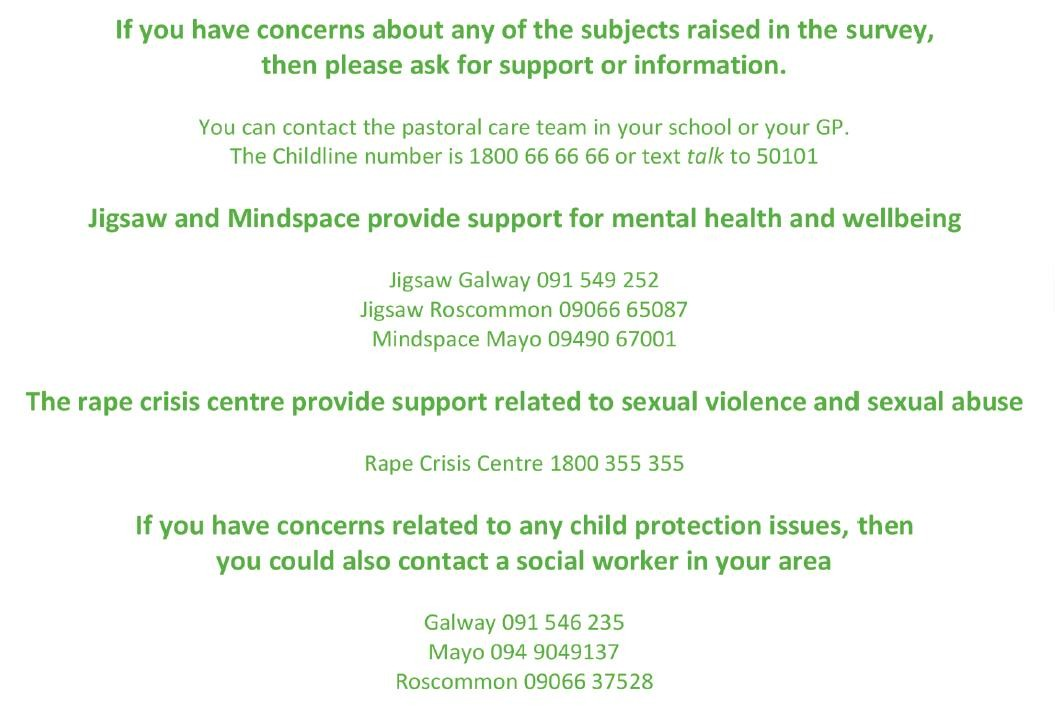 If you have concerns about any of the subjects raised in the survey,
then please ask for support or information.
You can contact the pastoral care team in your school or your GP.
The Childline number is 1800 66 66 66 or text talk to 50101
Jigsaw and Mindspace provide support for mental health and wellbeing
Jigsaw Galway 091 549 252
Jigsaw Roscommon 09066 65087
Mindspace Mayo 09490 67001
The rape crisis centre provide support related to sexual violence and sexual abuse
Rape Crisis Centre 1800 355 355
If you have concerns related to any child protection issues, then
you could also contact a social worker in your area
Galway 091 546 235
Mayo 094 9049137
Roscommon 09066 37528